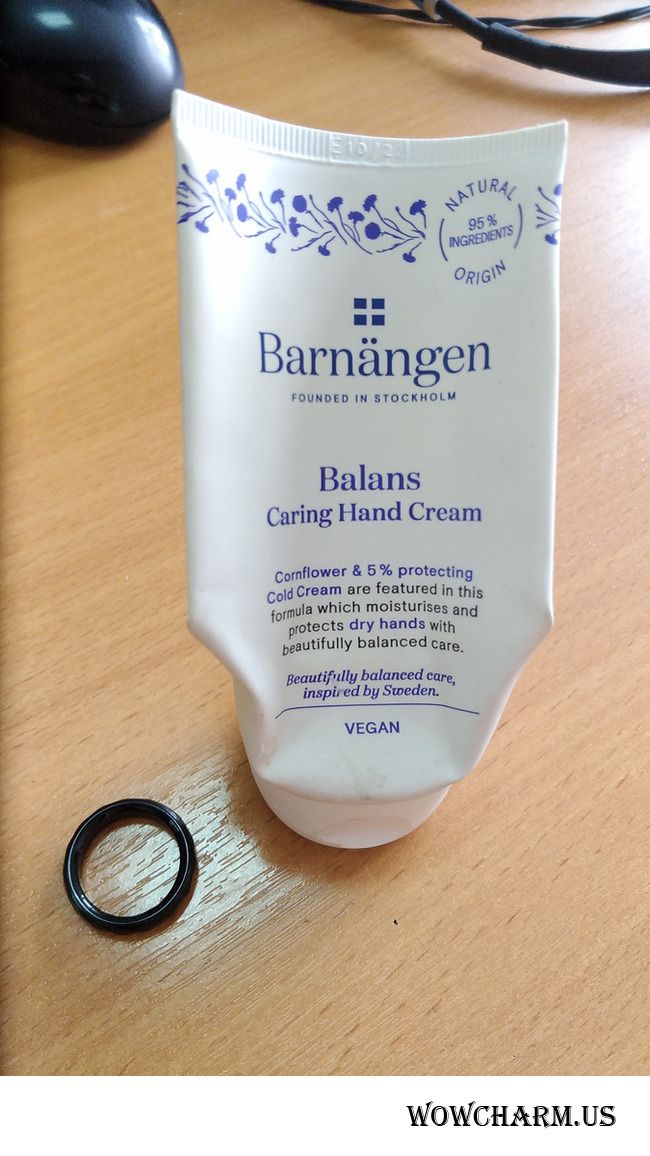 NATURAL
95%
INGREDIENTS
ORIGIN
Barnängen
FOUNDED IN STOCKHOLM
Balans
Caring Hand Cream
Cornflower & 5% protecting
Cold Cream are featured in this
formula which moisturises and
protects dry hands with
beautifully balanced care.
Beautifully balanced care,
inspired by Sweden.
VEGAN
WOWCHARM.US